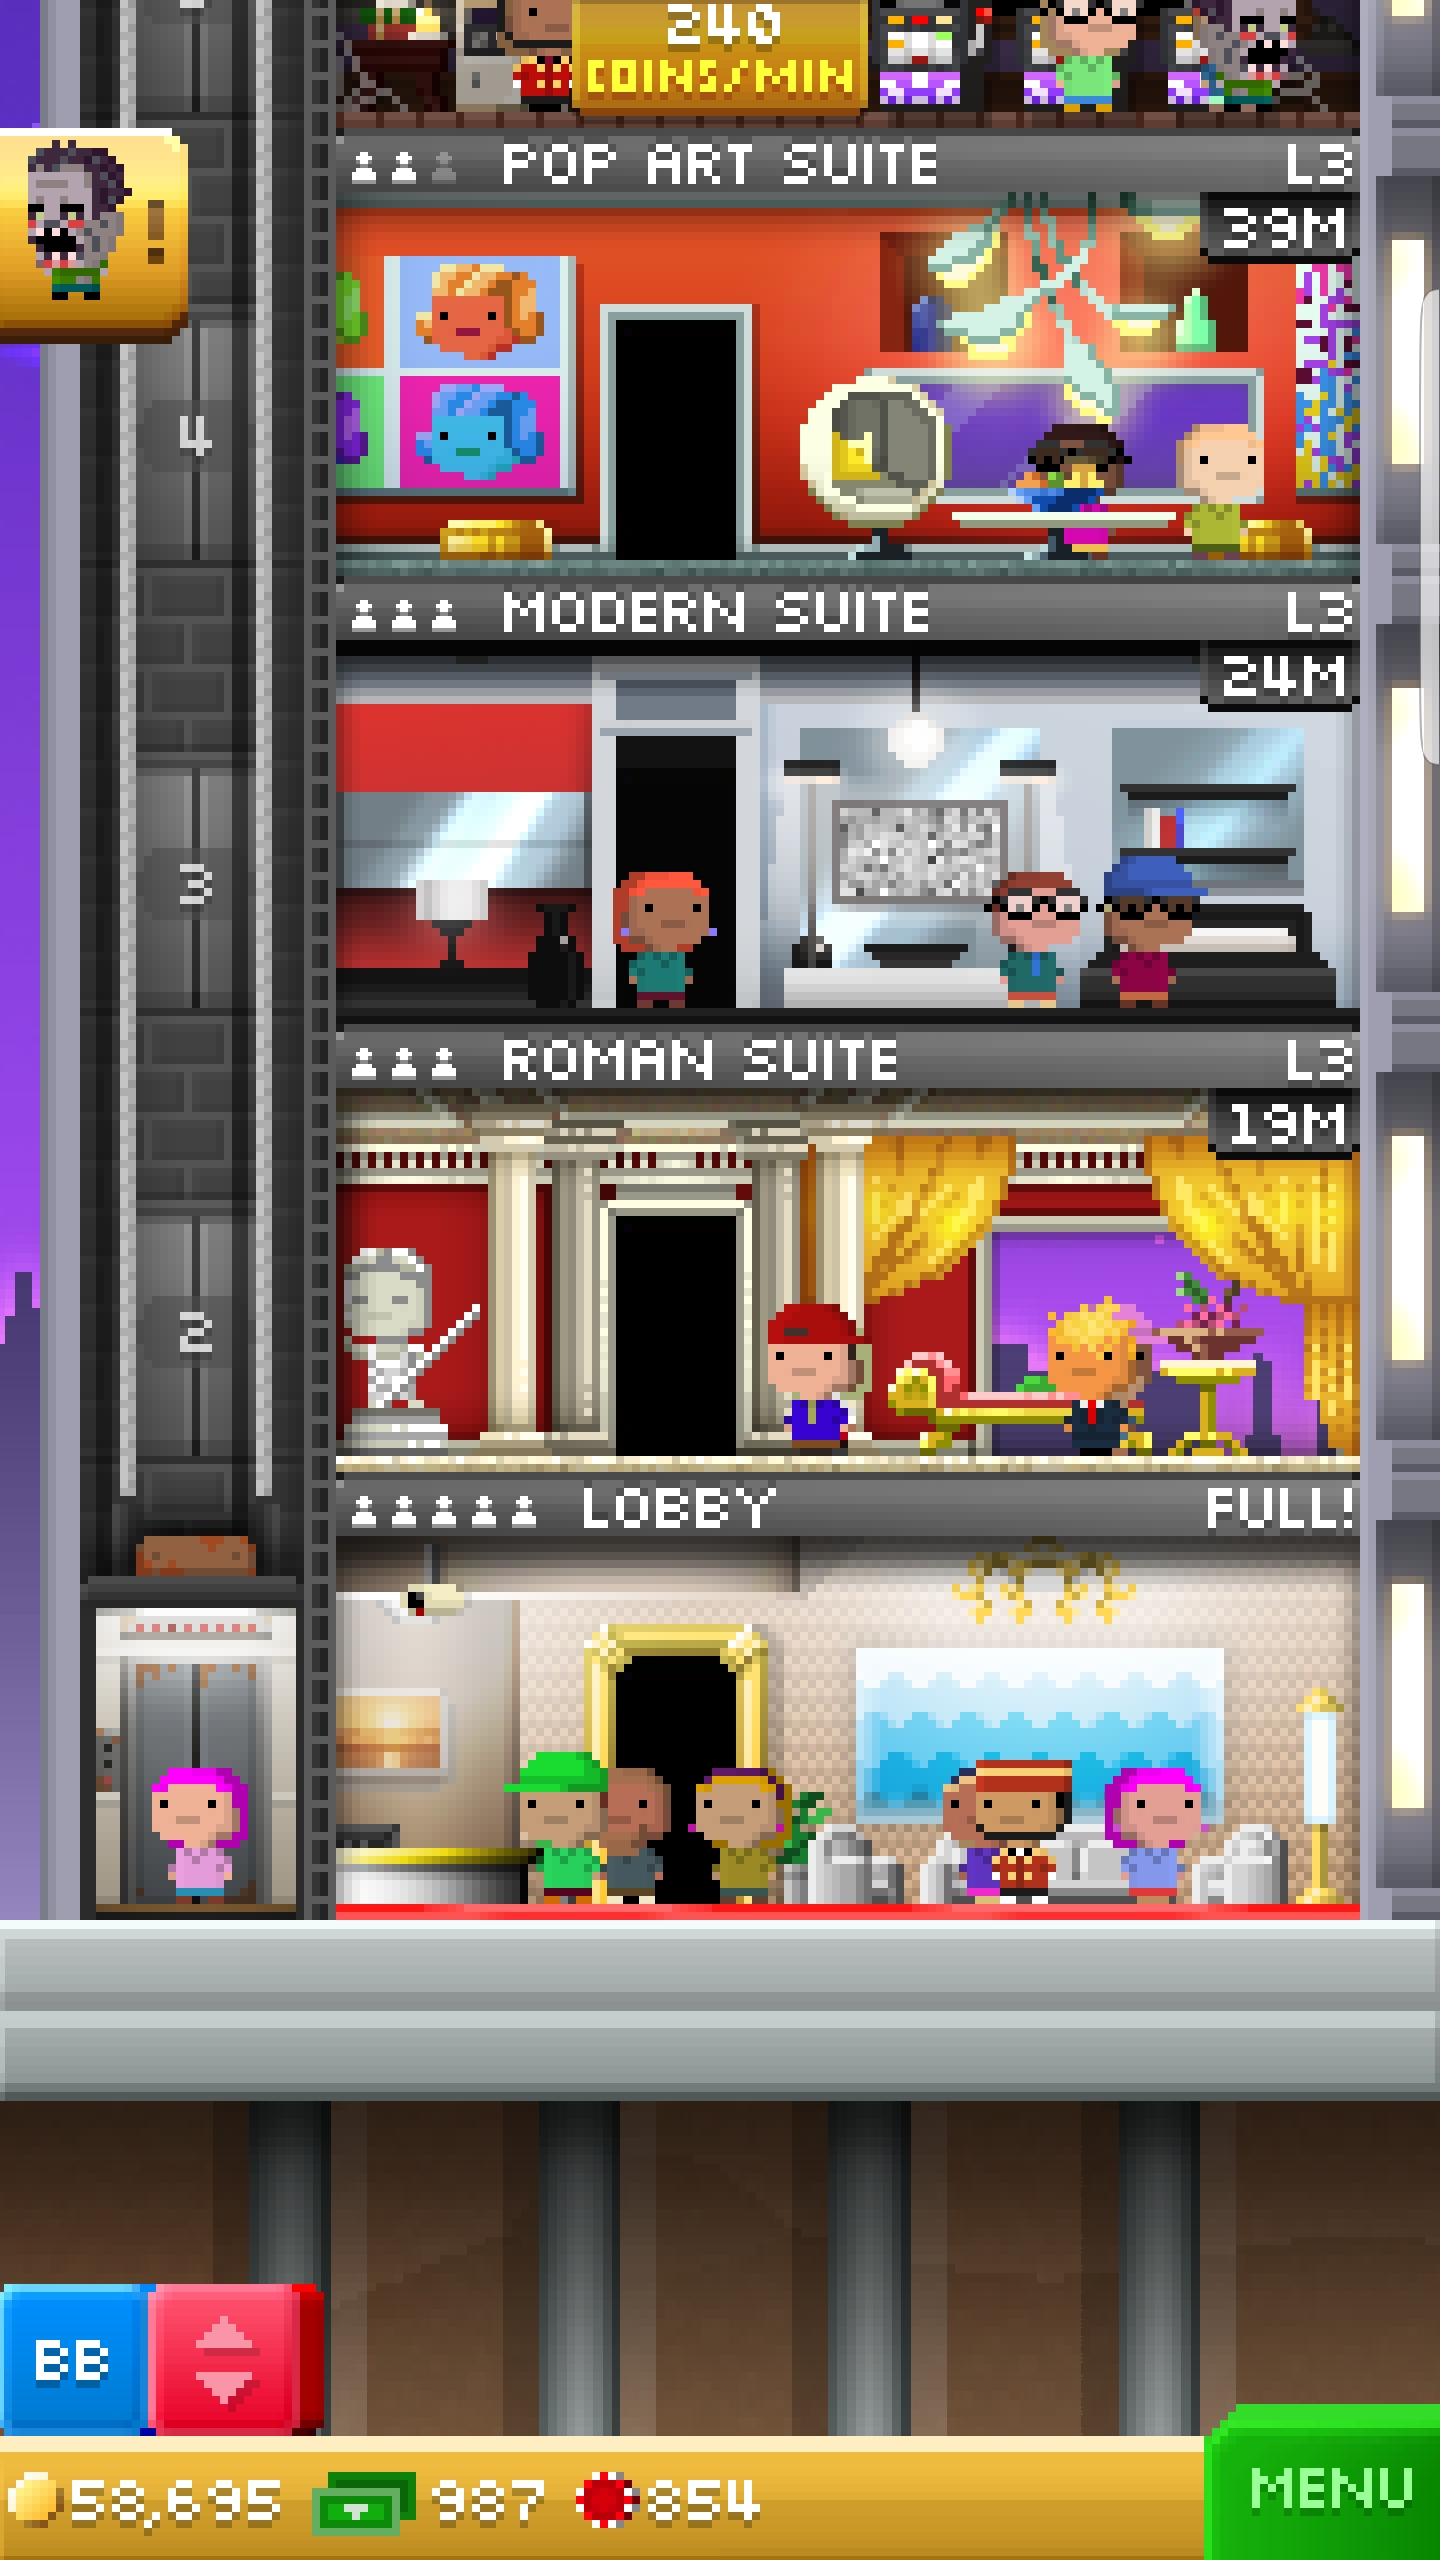 240
COINS/MIN
POP ART SUITE L3
39M
!
4
MODERN SUITE L3
24M
3
ROMAN SUITE L3
19M
2
LOBBY FULL!
BB
58,695 987 854
MENU